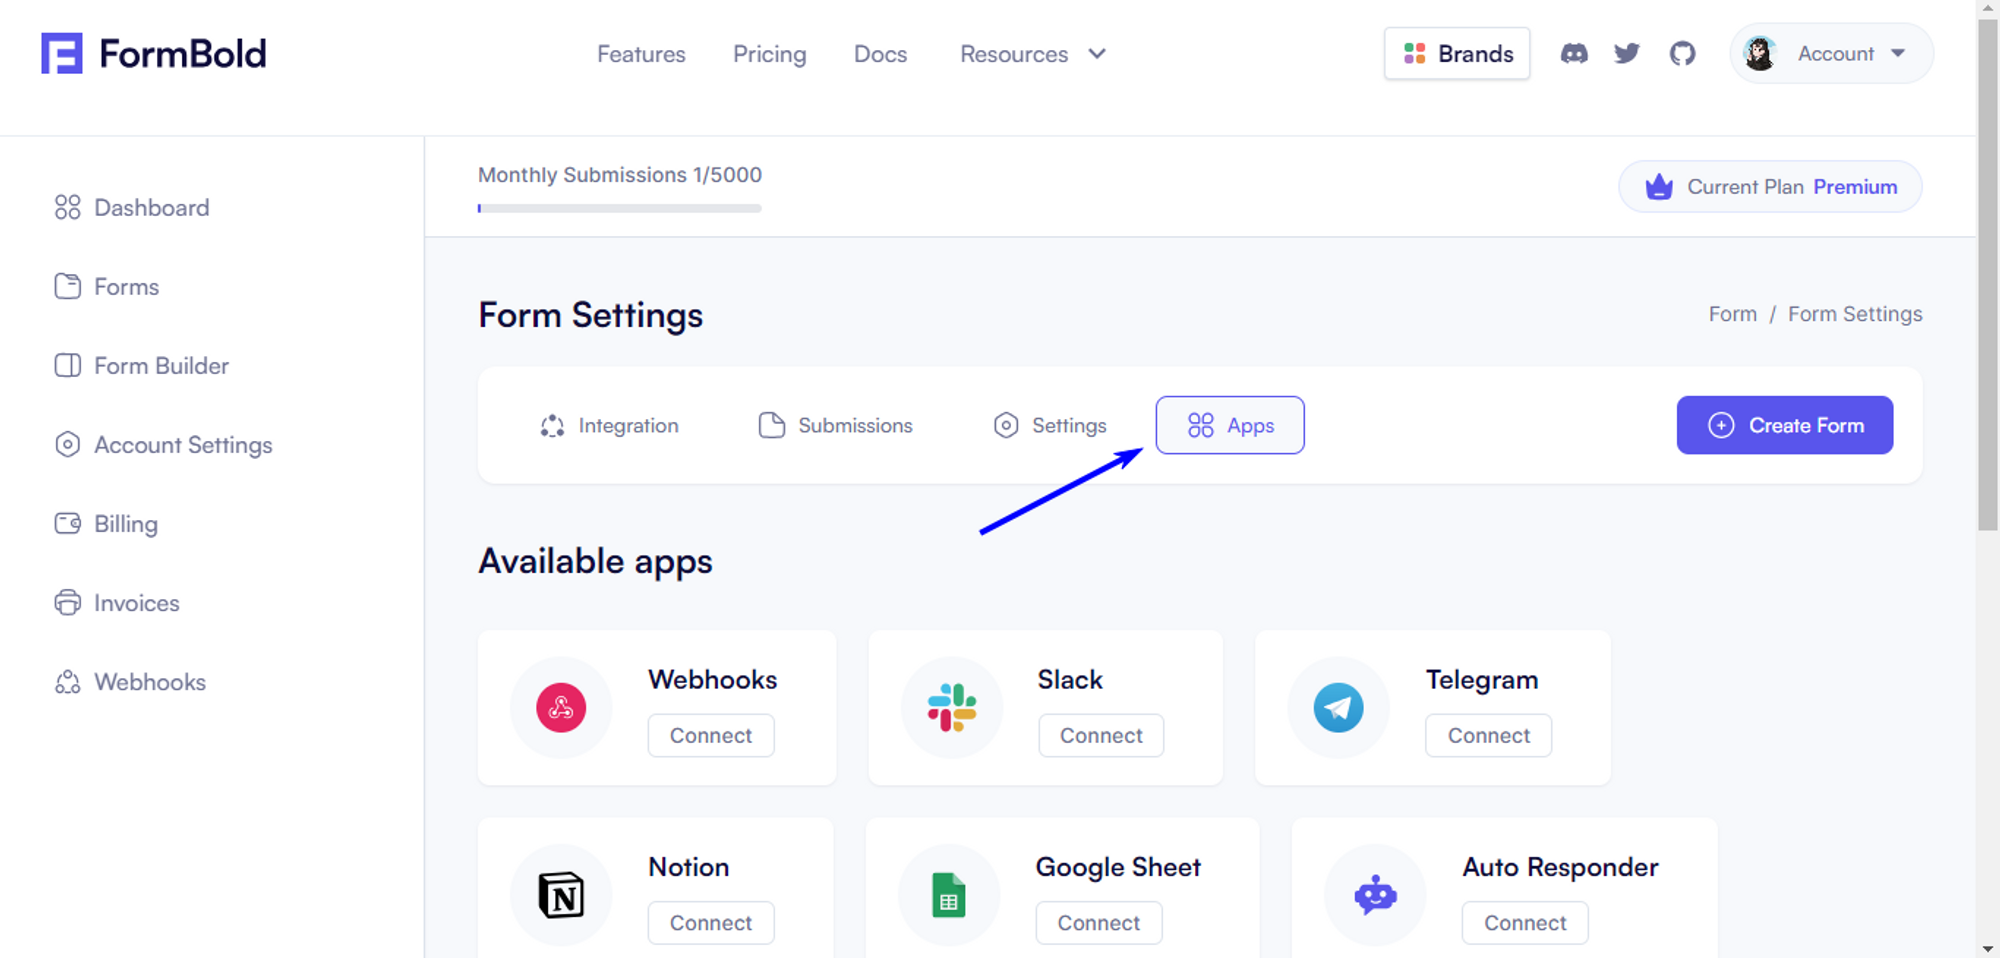 FormBold
Features
Pricing
Docs
Resources
Brands
Account
Dashboard
Forms
Form Builder
Account Settings
Billing
Invoices
Webhooks
Monthly Submissions 1/5000
Current Plan Premium
Form Settings
Form / Form Settings
Integration
Submissions
Settings
Apps
Create Form
Available apps
Webhooks
Connect
Slack
Connect
Telegram
Connect
Notion
Connect
Google Sheet
Connect
Auto Responder
Connect